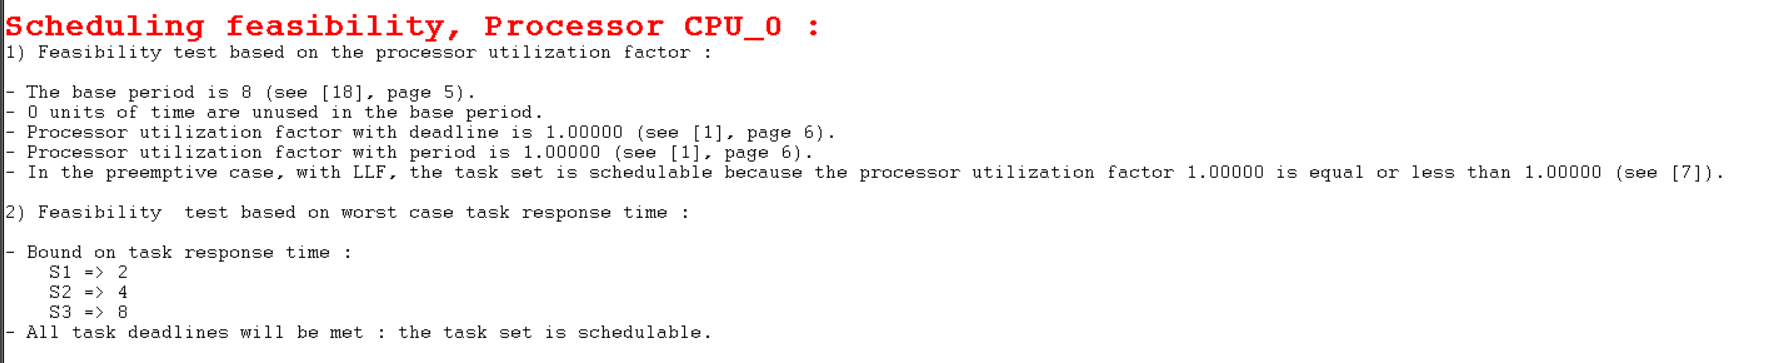 Scheduling feasibility, Processor CPU_0 :
1) Feasibility test based on the processor utilization factor :
- The base period is 8 (see [18], page 5).
- 0 units of time are unused in the base period.
- Processor utilization factor with deadline is 1.00000 (see [1], page 6).
- Processor utilization factor with period is 1.00000 (see [1], page 6).
- In the preemptive case, with LLF, the task set is schedulable because the processor utilization factor 1.00000 is equal or less than 1.00000 (see [7]).
2) Feasibility  test based on worst case task response time :
- Bound on task response time :
S1 => 2
S2 => 4
S3 => 8
- All task deadlines will be met : the task set is schedulable.